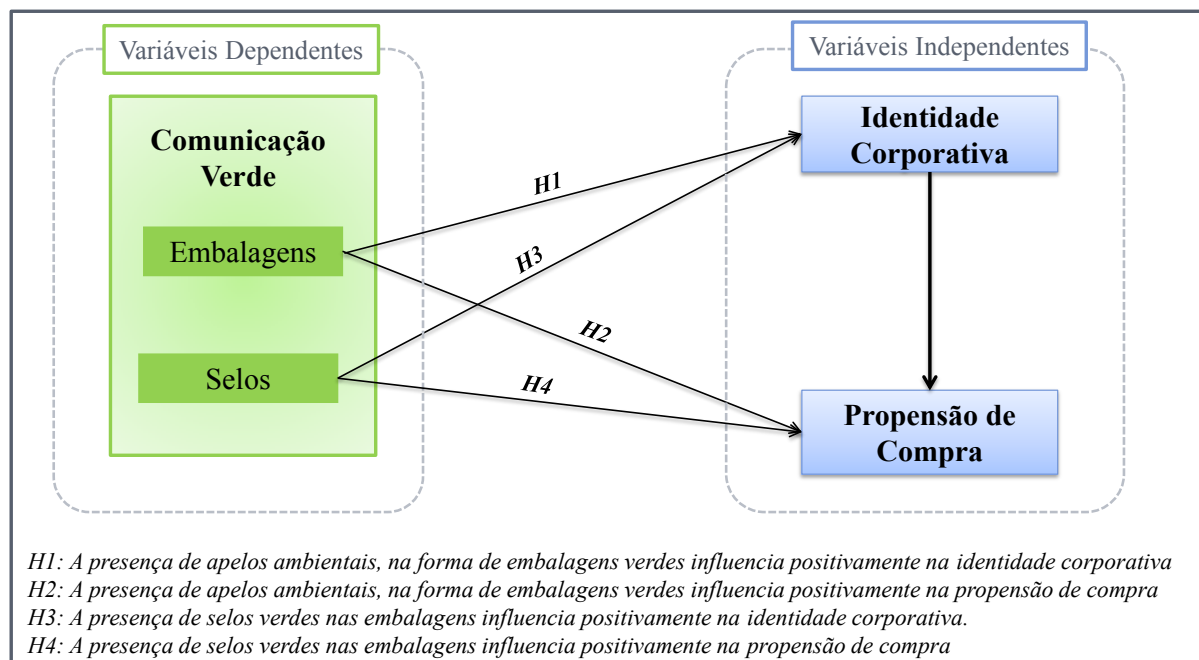 Variáveis Dependentes
Variáveis Independentes
Comunicação
Verde
Embalagens
Selos
H1
H3
H2
H4
Identidade
Corporativa
Propensão de
Compra
H1: A presença de apelos ambientais, na forma de embalagens verdes influencia positivamente na identidade corporativa
H2: A presença de apelos ambientais, na forma de embalagens verdes influencia positivamente na propensão de compra
H3: A presença de selos verdes nas embalagens influencia positivamente na identidade corporativa.
H4: A presença de selos verdes nas embalagens influencia positivamente na propensão de compra